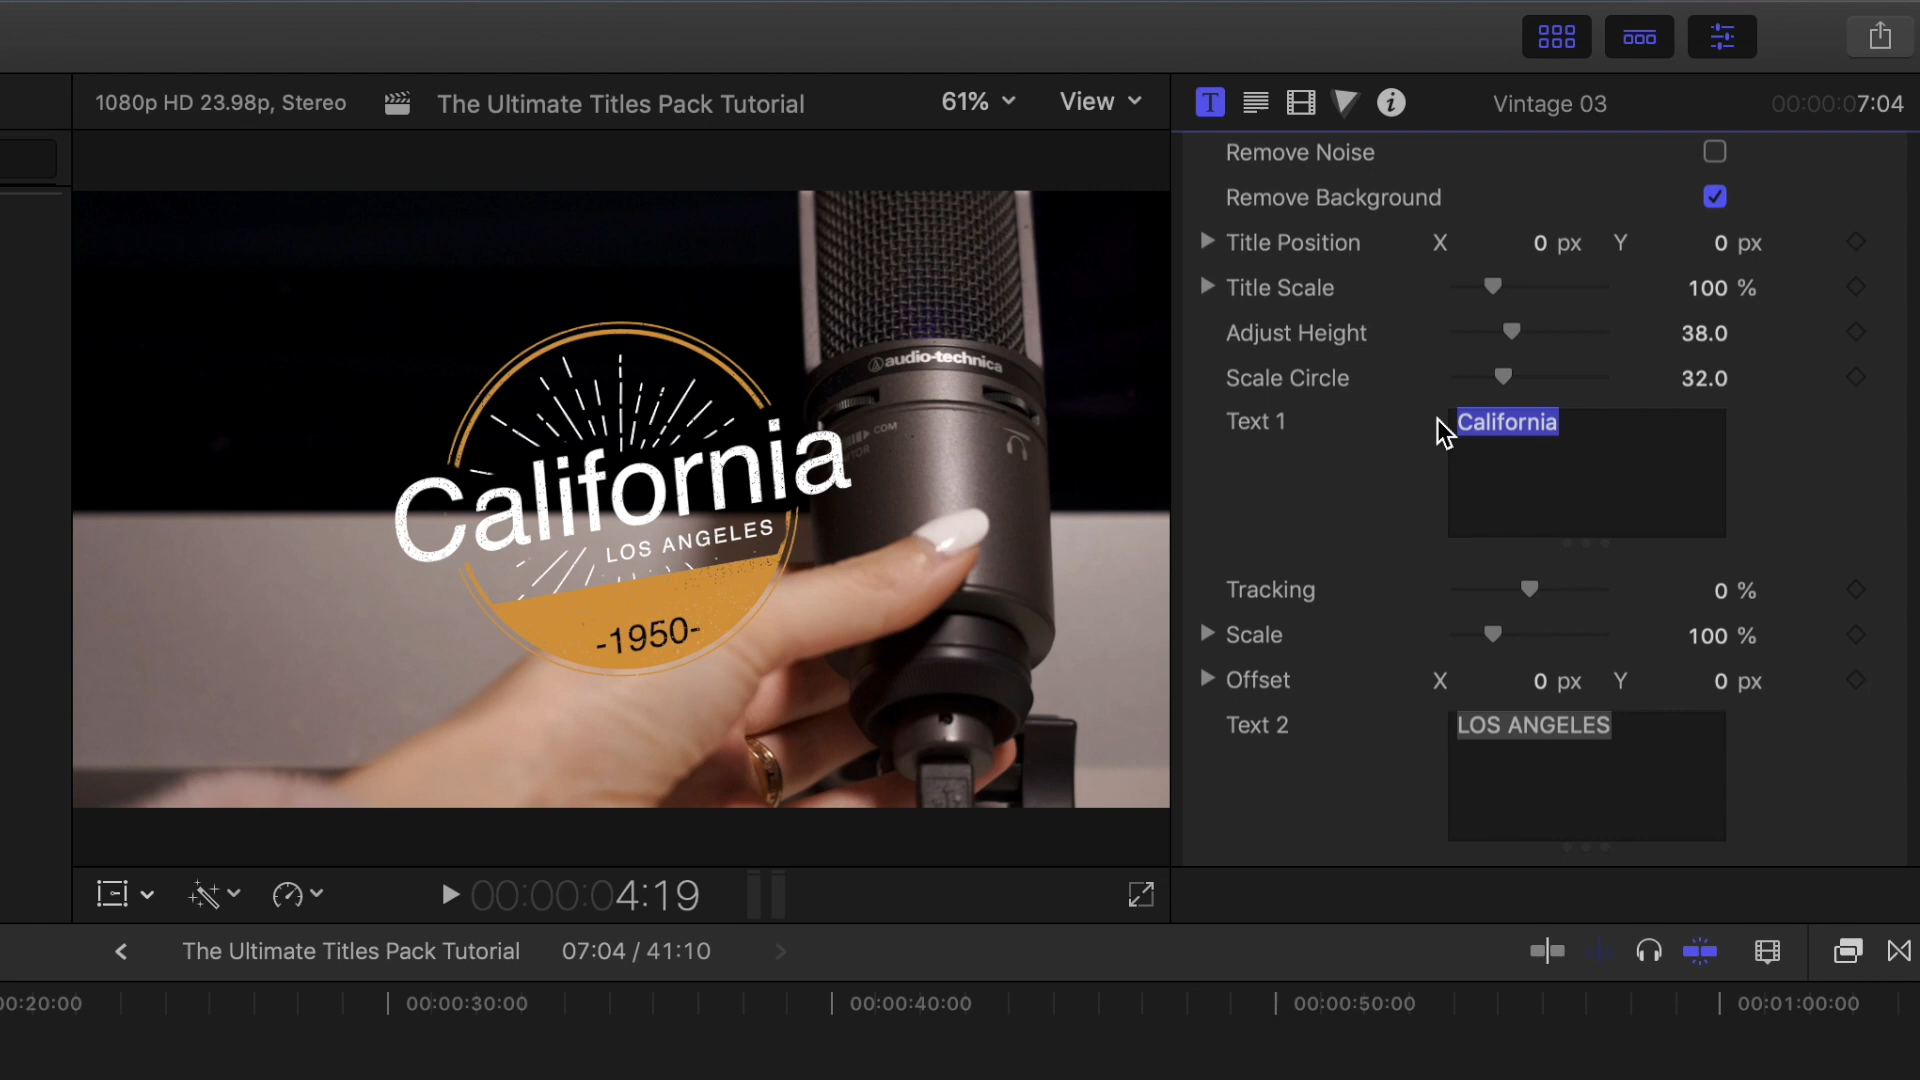 1080p HD 23.98p, Stereo The Ultimate Titles Pack Tutorial 61% View
T i Vintage 03 00:00:07:04
audio-technica
COM
California
LOS ANGELES
-1950-
Remove Noise
Remove Background
Title Position X 0 px Y 0 px
Title Scale 100 %
Adjust Height 38.0
Scale Circle 32.0
Text 1 California
Tracking 0 %
Scale 100 %
Offset X 0 px Y 0 px
Text 2 LOS ANGELES
00:00:04:19
The Ultimate Titles Pack Tutorial 07:04 / 41:10
00:20:00 00:00:30:00 00:00:40:00 00:00:50:00 00:01:00:00